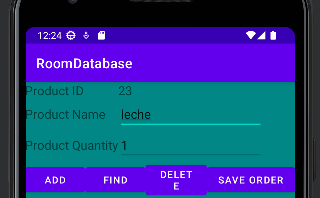 12:24
RoomDatabase
Product ID 23
Product Name leche
Product Quantity 1
ADD FIND DELET
E SAVE ORDER